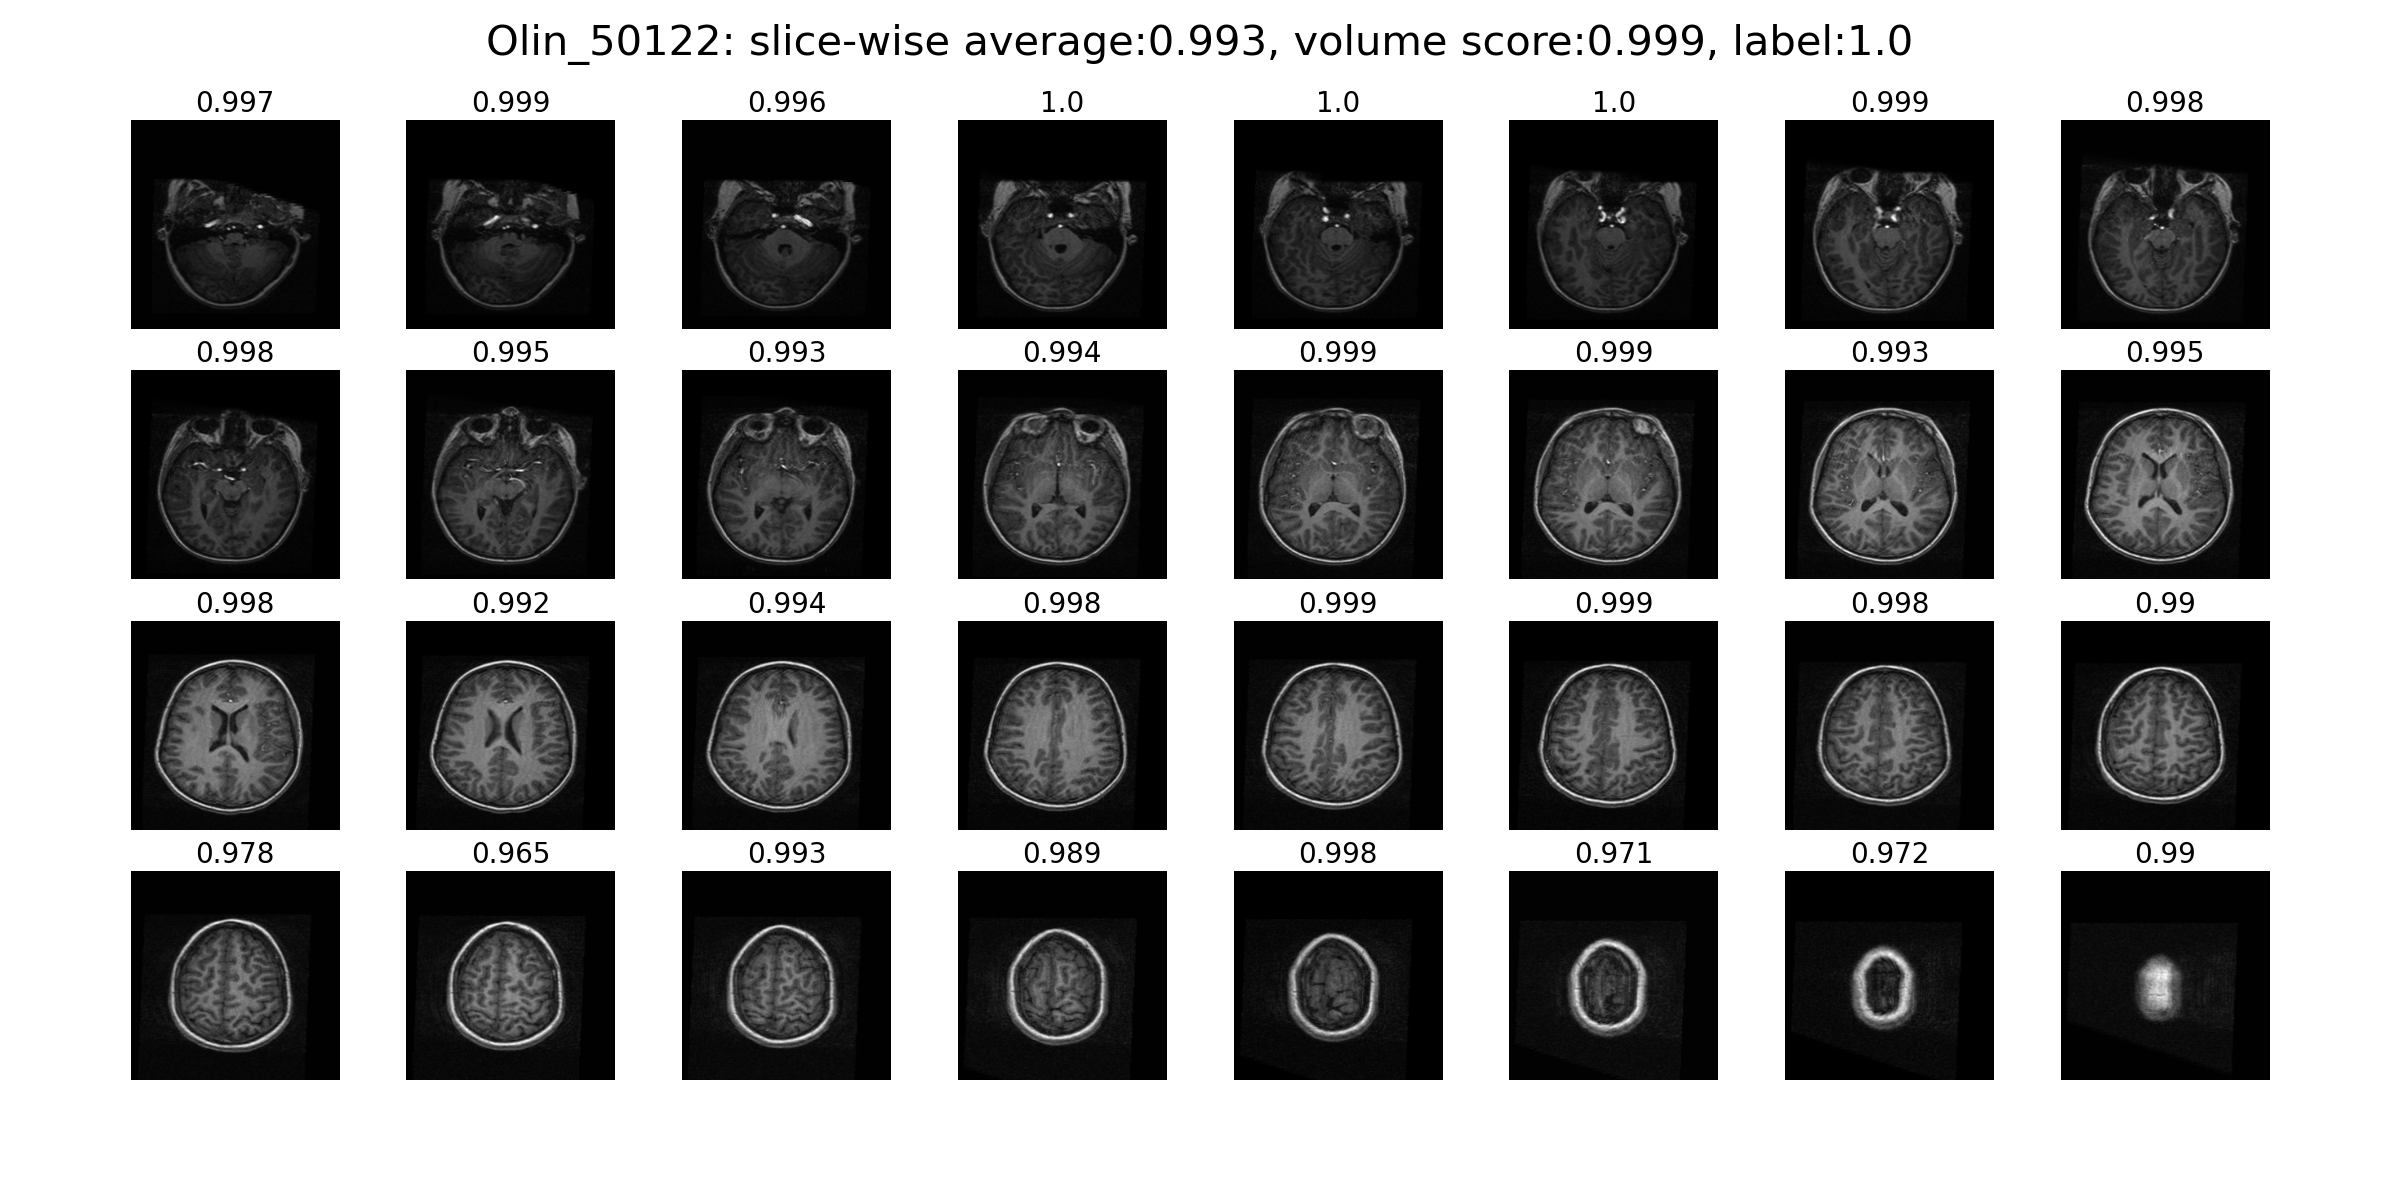 Olin_50122: slice-wise average:0.993, volume score:0.999, label:1.0
0.997 0.999 0.996 1.0 1.0 1.0 0.999 0.998
0.998 0.995 0.993 0.994 0.999 0.999 0.993 0.995
0.998 0.992 0.994 0.998 0.999 0.999 0.998 0.99
0.978 0.965 0.993 0.989 0.998 0.971 0.972 0.99